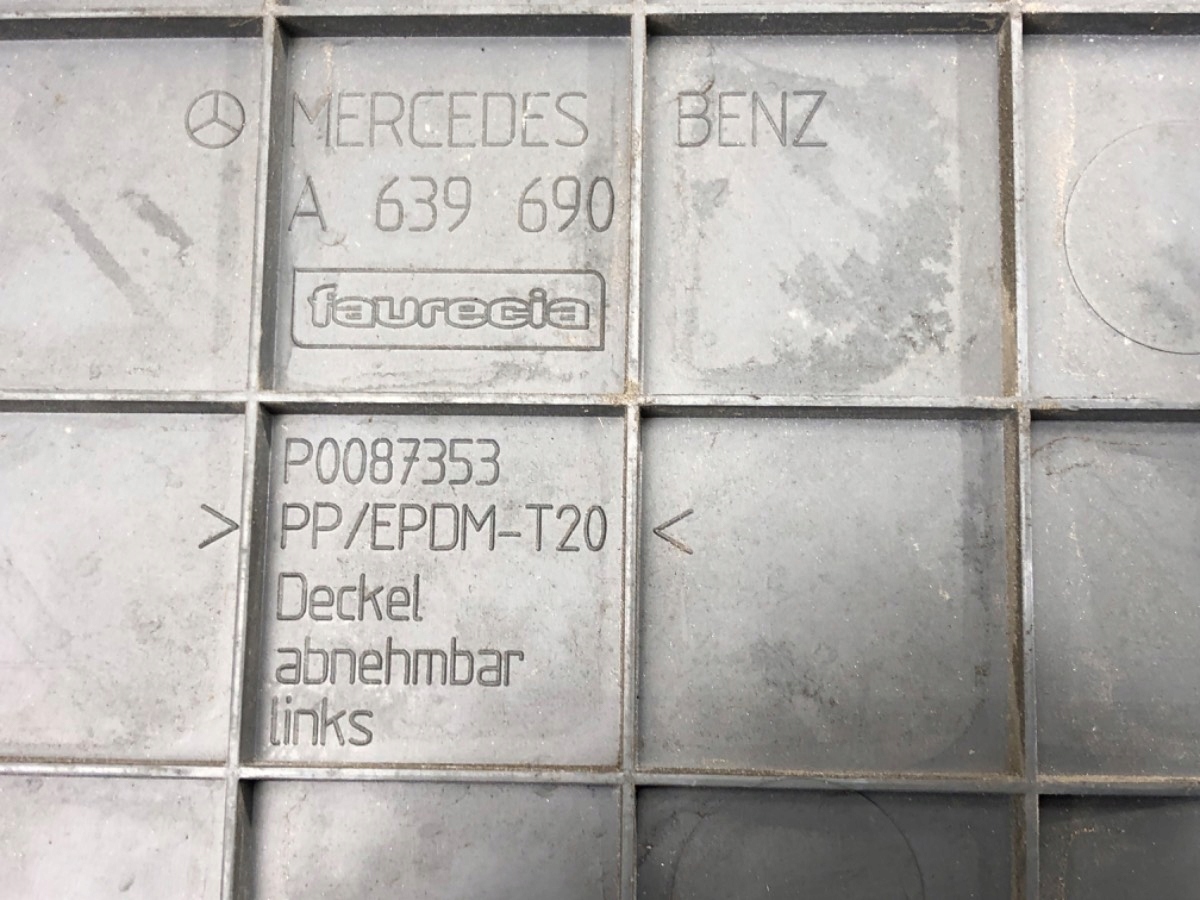 MERCEDES BENZ
A 639 690
faurecia
P0087353
> PP/EPDM-T20 <
Deckel
abnehmbar
links